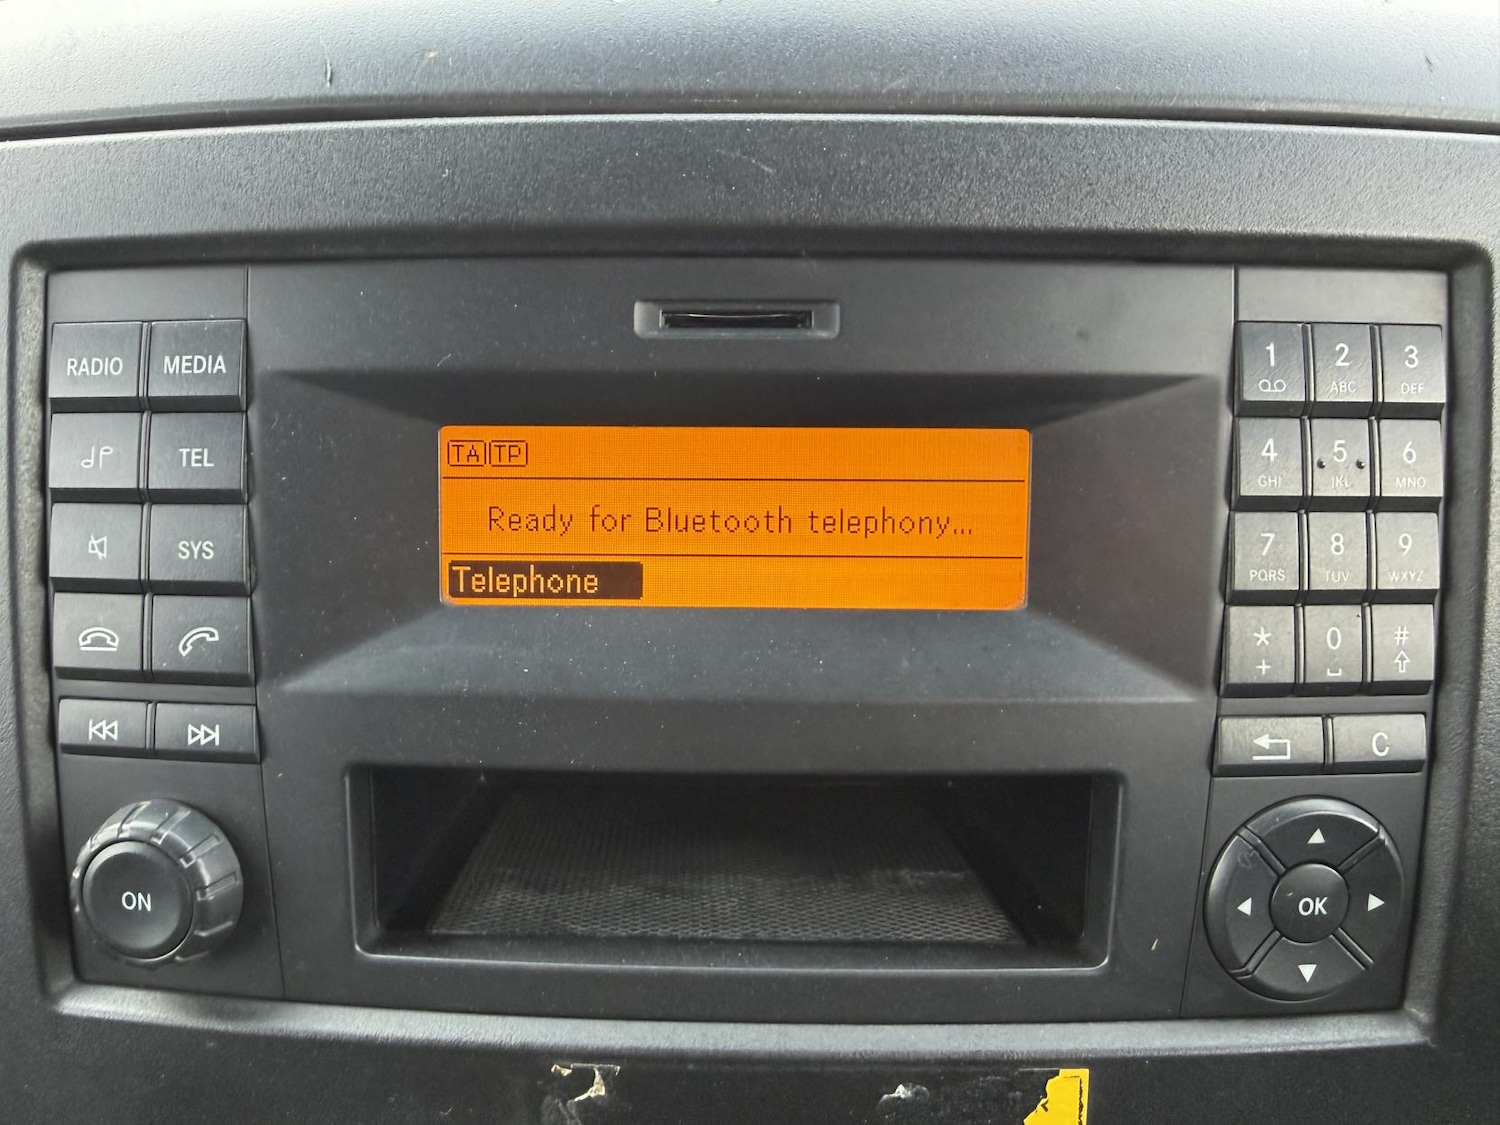 RADIO MEDIA
TEL
SYS
ON
TA TP
Ready for Bluetooth telephony...
Telephone
1 2 3
ABC DEF
4 5 6
GHI JKL MNO
7 8 9
PQRS TUV WXYZ
* 0 #
+
C
OK